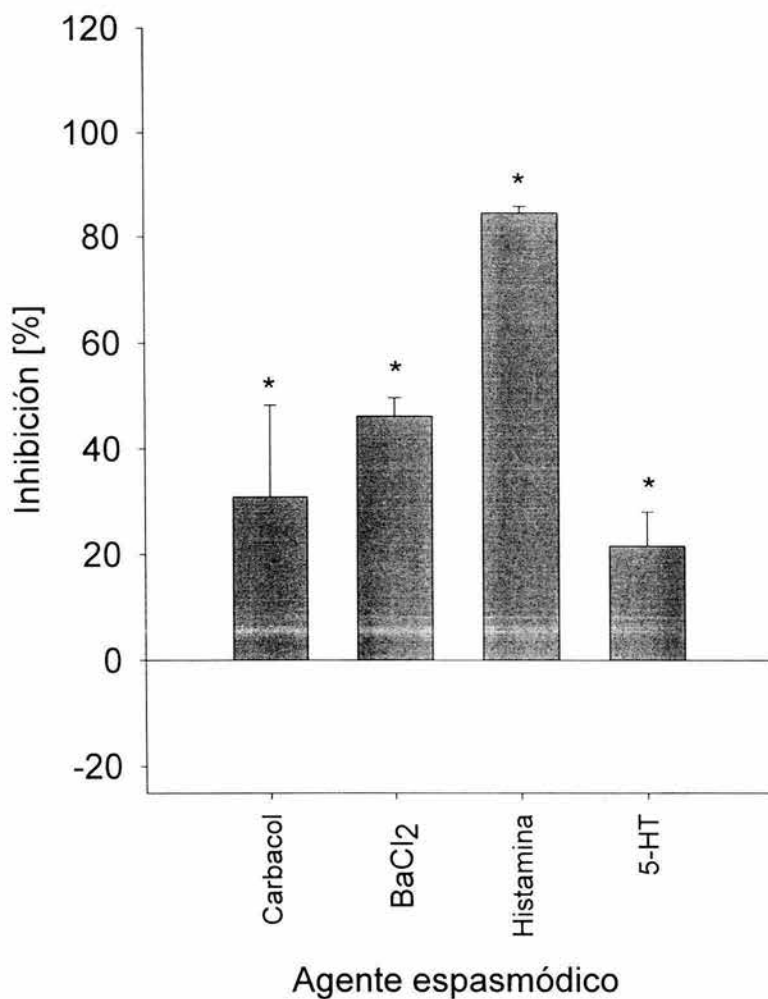 Inhibición [%]
120
100
80
60
40
20
0
-20
*
*
*
*
Carbacol
BaCl2
Histamina
5-HT
Agente espasmódico